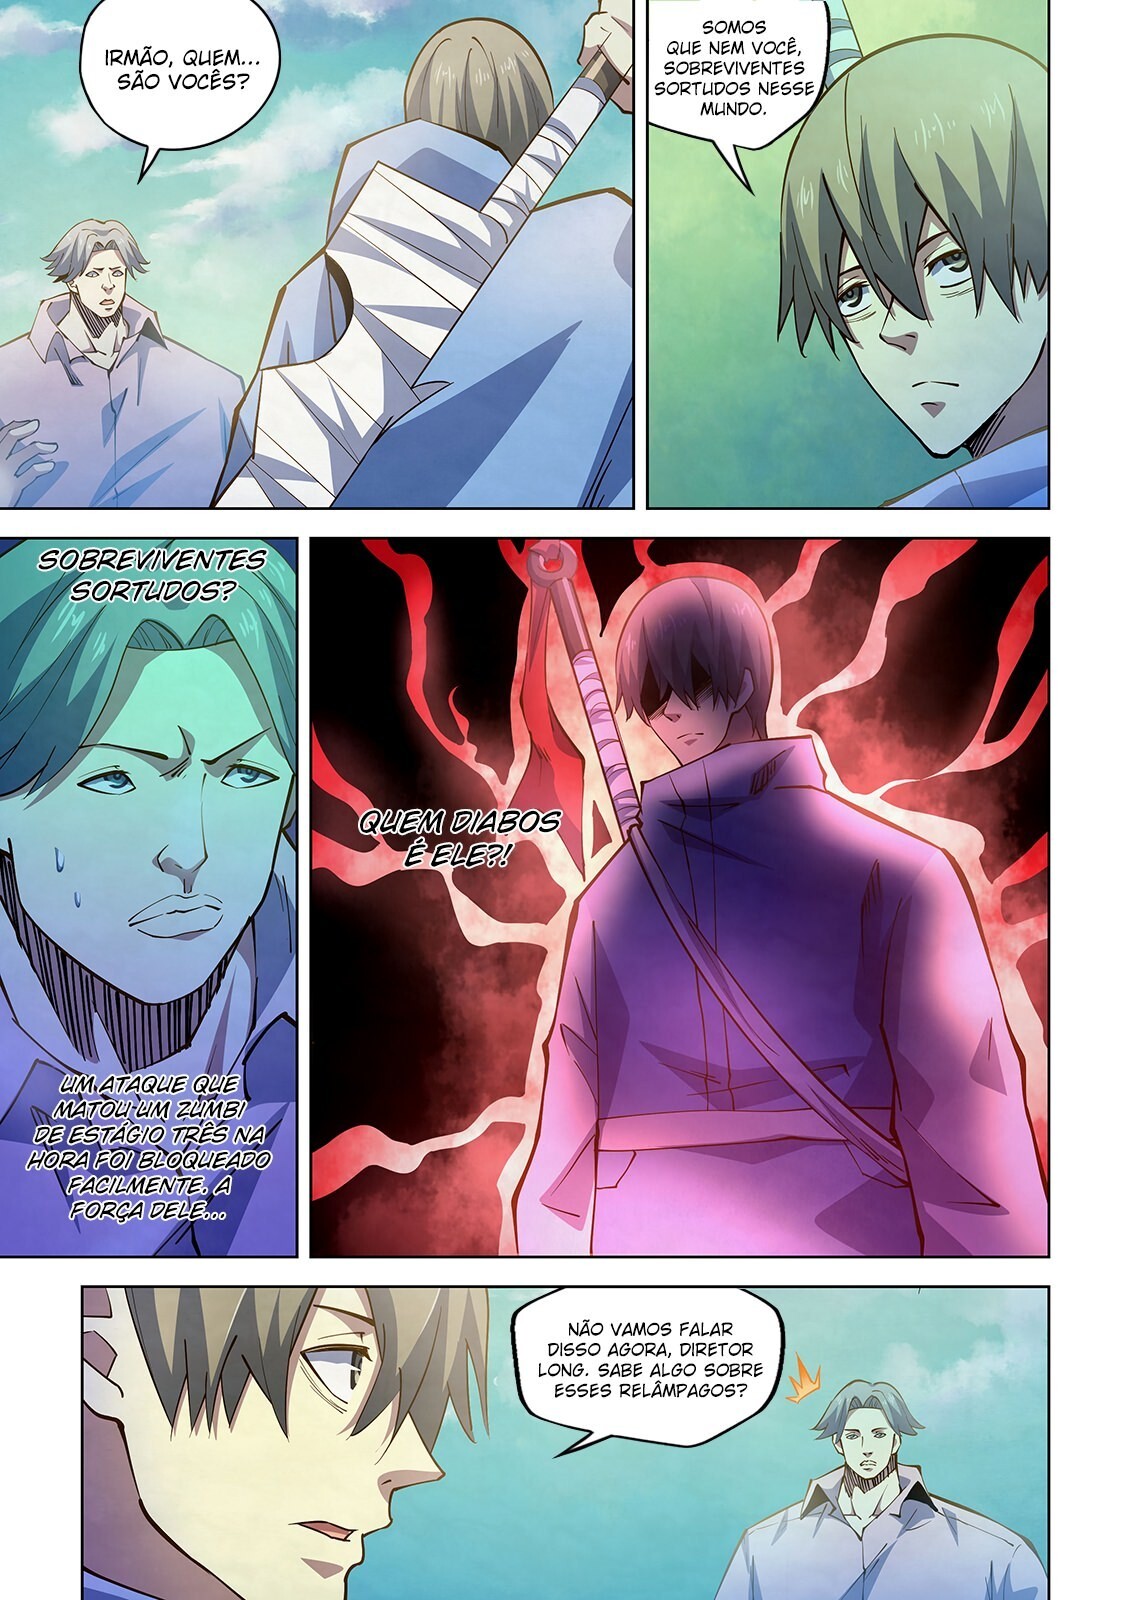 IRMÃO, QUEM...
SÃO VOCÊS?
SOMOS
QUE NEM VOCÊ,
SOBREVIVENTES
SORTUDOS NESSE
MUNDO.
SOBREVIVENTES
SORTUDOS?
UM ATAQUE QUE
MATOU UM ZUMBI
DE ESTÁGIO TRÊS NA
HORA FOI BLOQUEADO
FACILMENTE. A
FORÇA DELE...
QUEM DIABOS
É ELE?!
NÃO VAMOS FALAR
DISSO AGORA, DIRETOR
LONG. SABE ALGO SOBRE
ESSES RELÂMPAGOS?